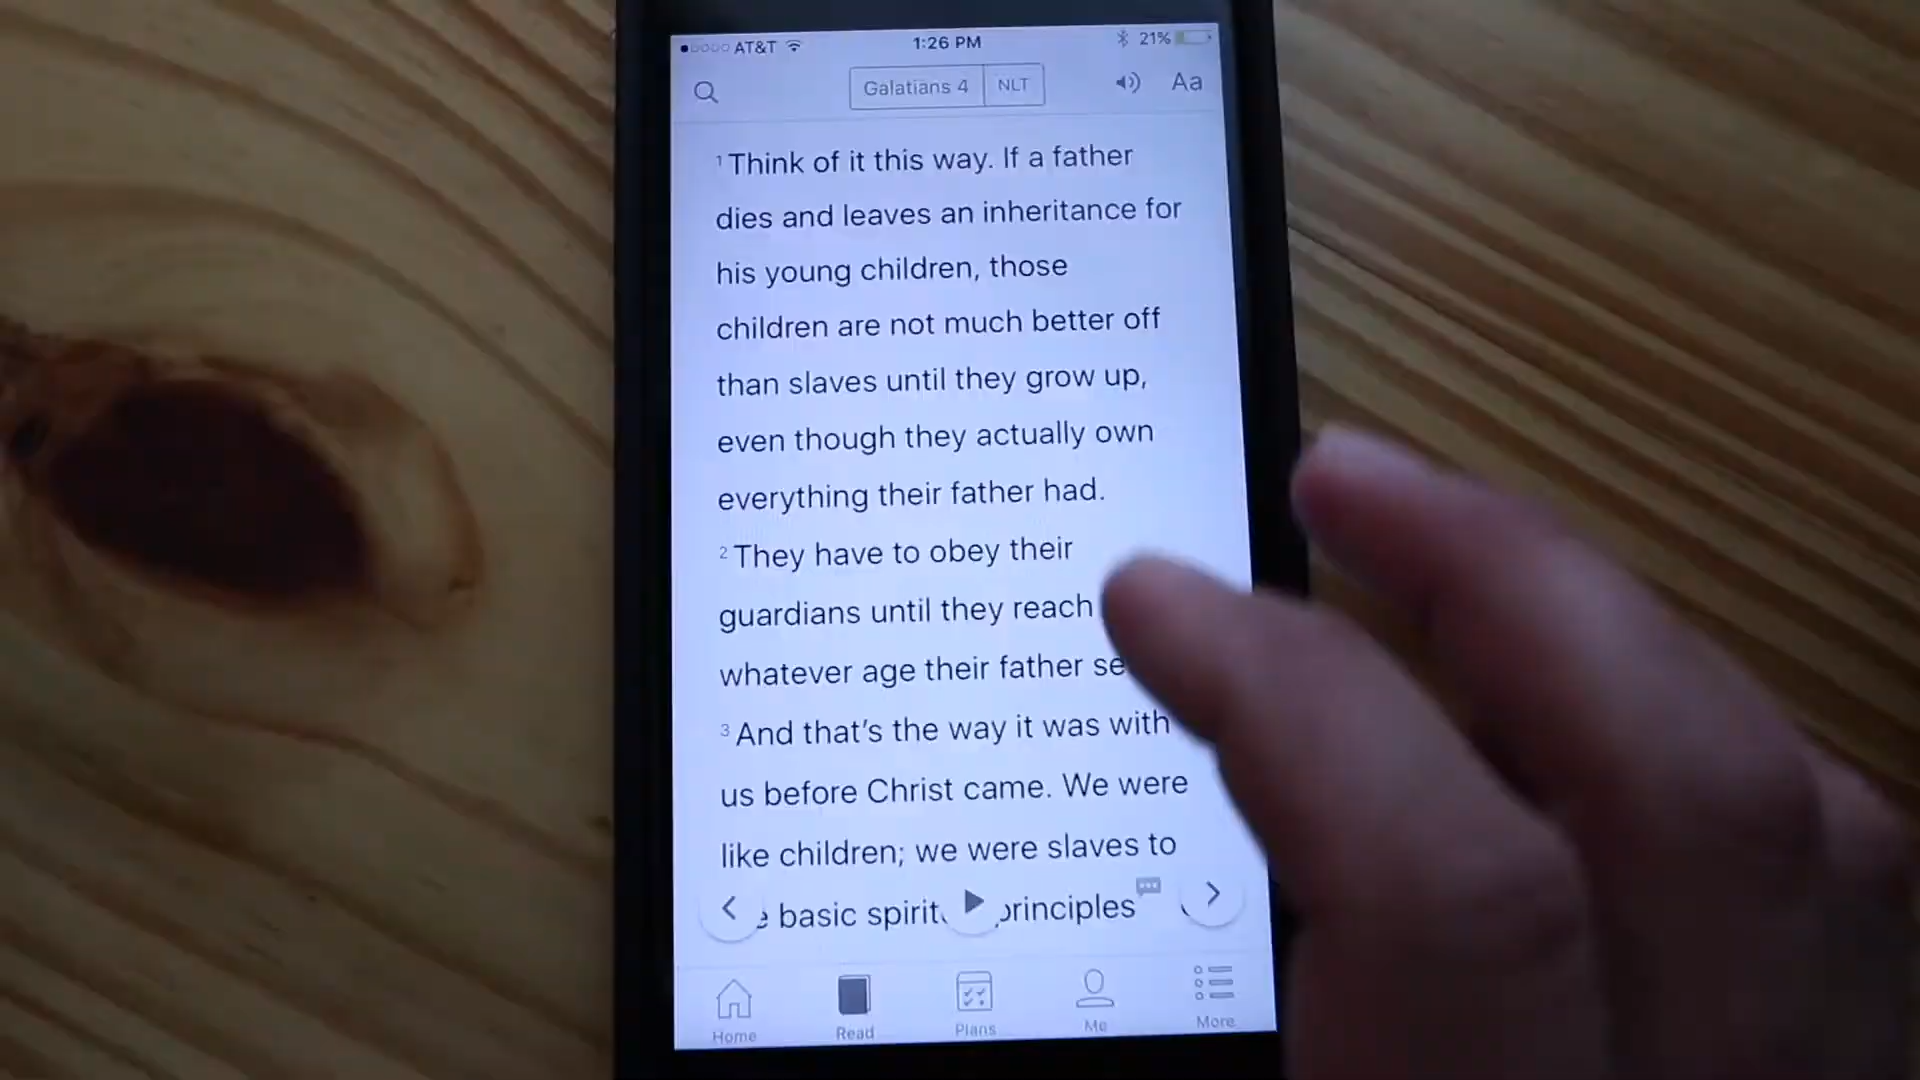 AT&T 1:26 PM 21%
Galatians 4 NLT Aa
1 Think of it this way. If a father
dies and leaves an inheritance for
his young children, those
children are not much better off
than slaves until they grow up,
even though they actually own
everything their father had.
2 They have to obey their
guardians until they reach
whatever age their father se
3 And that's the way it was with
us before Christ came. We were
like children; we were slaves to
basic principles
Home Read Plans Me More